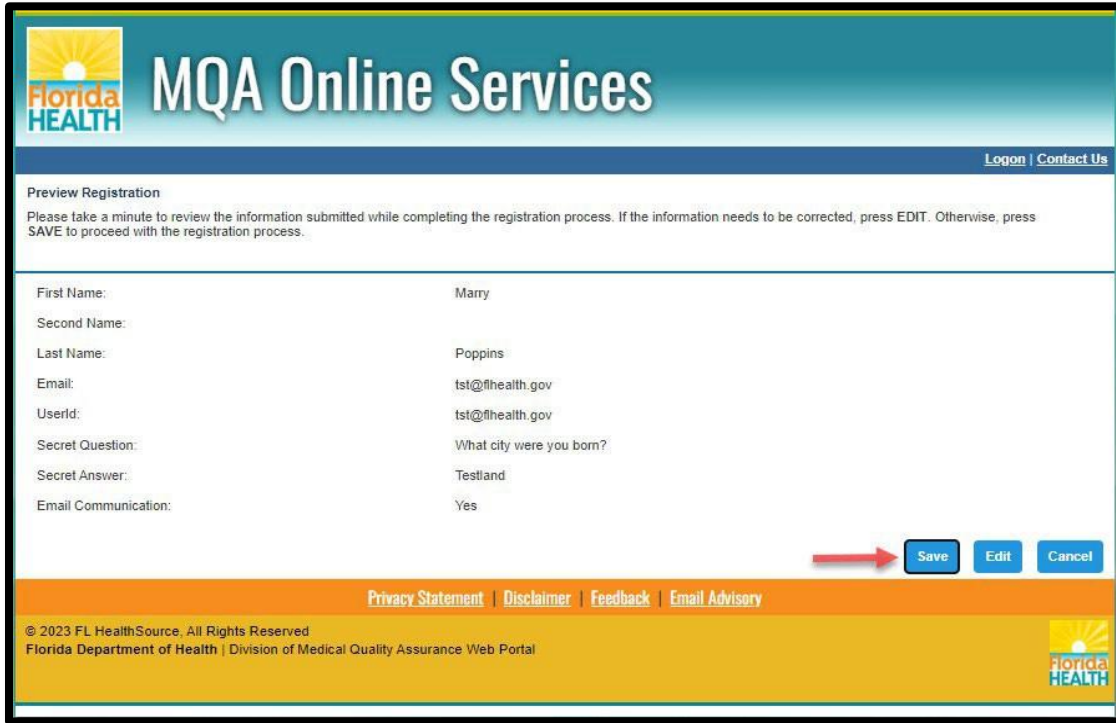 Florida
HEALTH
MQA Online Services
Logon | Contact Us
Preview Registration
Please take a minute to review the information submitted while completing the registration process. If the information needs to be corrected, press EDIT. Otherwise, press
SAVE to proceed with the registration process.
First Name: Marry
Second Name:
Last Name: Poppins
Email: tst@flhealth.gov
UserId: tst@flhealth.gov
Secret Question: What city were you born?
Secret Answer: Testland
Email Communication: Yes
Save Edit Cancel
Privacy Statement | Disclaimer | Feedback | Email Advisory
© 2023 FL HealthSource, All Rights Reserved
Florida Department of Health | Division of Medical Quality Assurance Web Portal
Florida
HEALTH